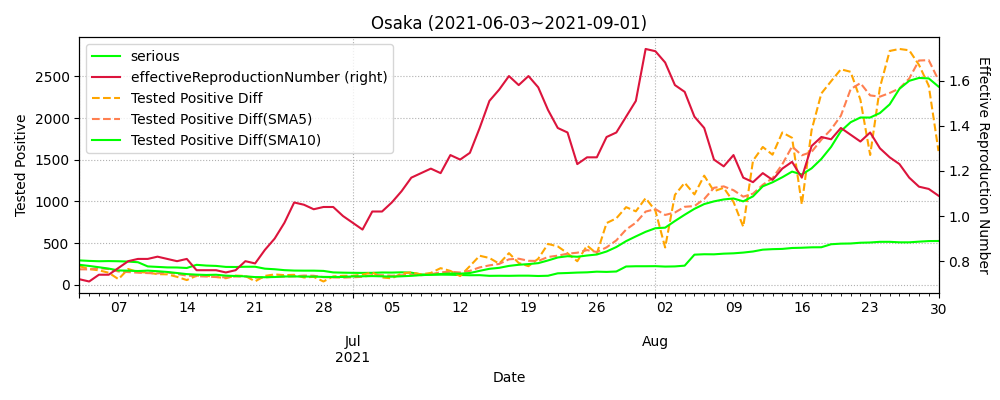 Osaka (2021-06-03~2021-09-01)
serious
effectiveReproductionNumber (right)
Tested Positive Diff
Tested Positive Diff(SMA5)
Tested Positive Diff(SMA10)
Tested Positive
2500
2000
1500
1000
500
0
1.6
1.4
1.2
1.0
0.8
Effective Reproduction Number
07 14 21 28 05 12 19 26 02 09 16 23 30
Jul Aug
2021
Date